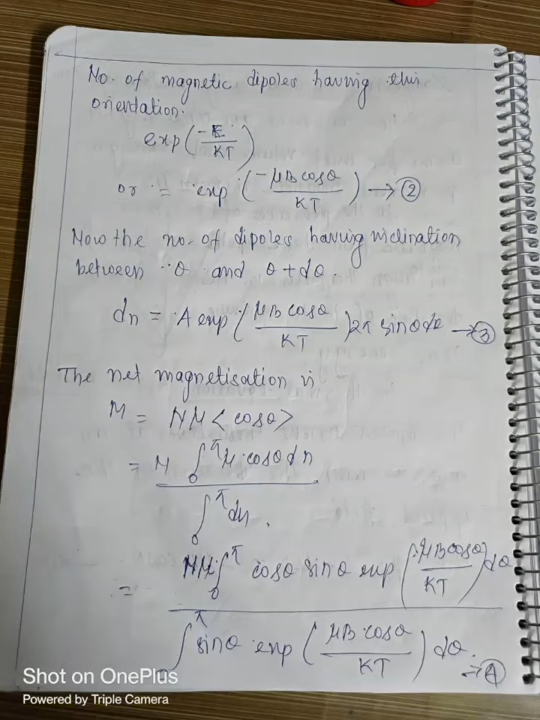 No. of magnetic dipoles having this
orientation:
exp(-E/KT)
or = exp(-μB cosθ/KT) → ②
Now the no. of dipoles having inclination
between θ and θ + dθ.
dn = A exp(μB cosθ/KT) 2π sinθ dθ → ③
The net magnetisation is
M = Nμ < cosθ >
= N ∫₀^π μ cosθ dn
∫₀^π dn.
= Nμ ∫₀^π cosθ sinθ exp(μB cosθ/KT) dθ
∫^π sinθ exp(μB cosθ/KT) dθ. → ④
Shot on OnePlus
Powered by Triple Camera